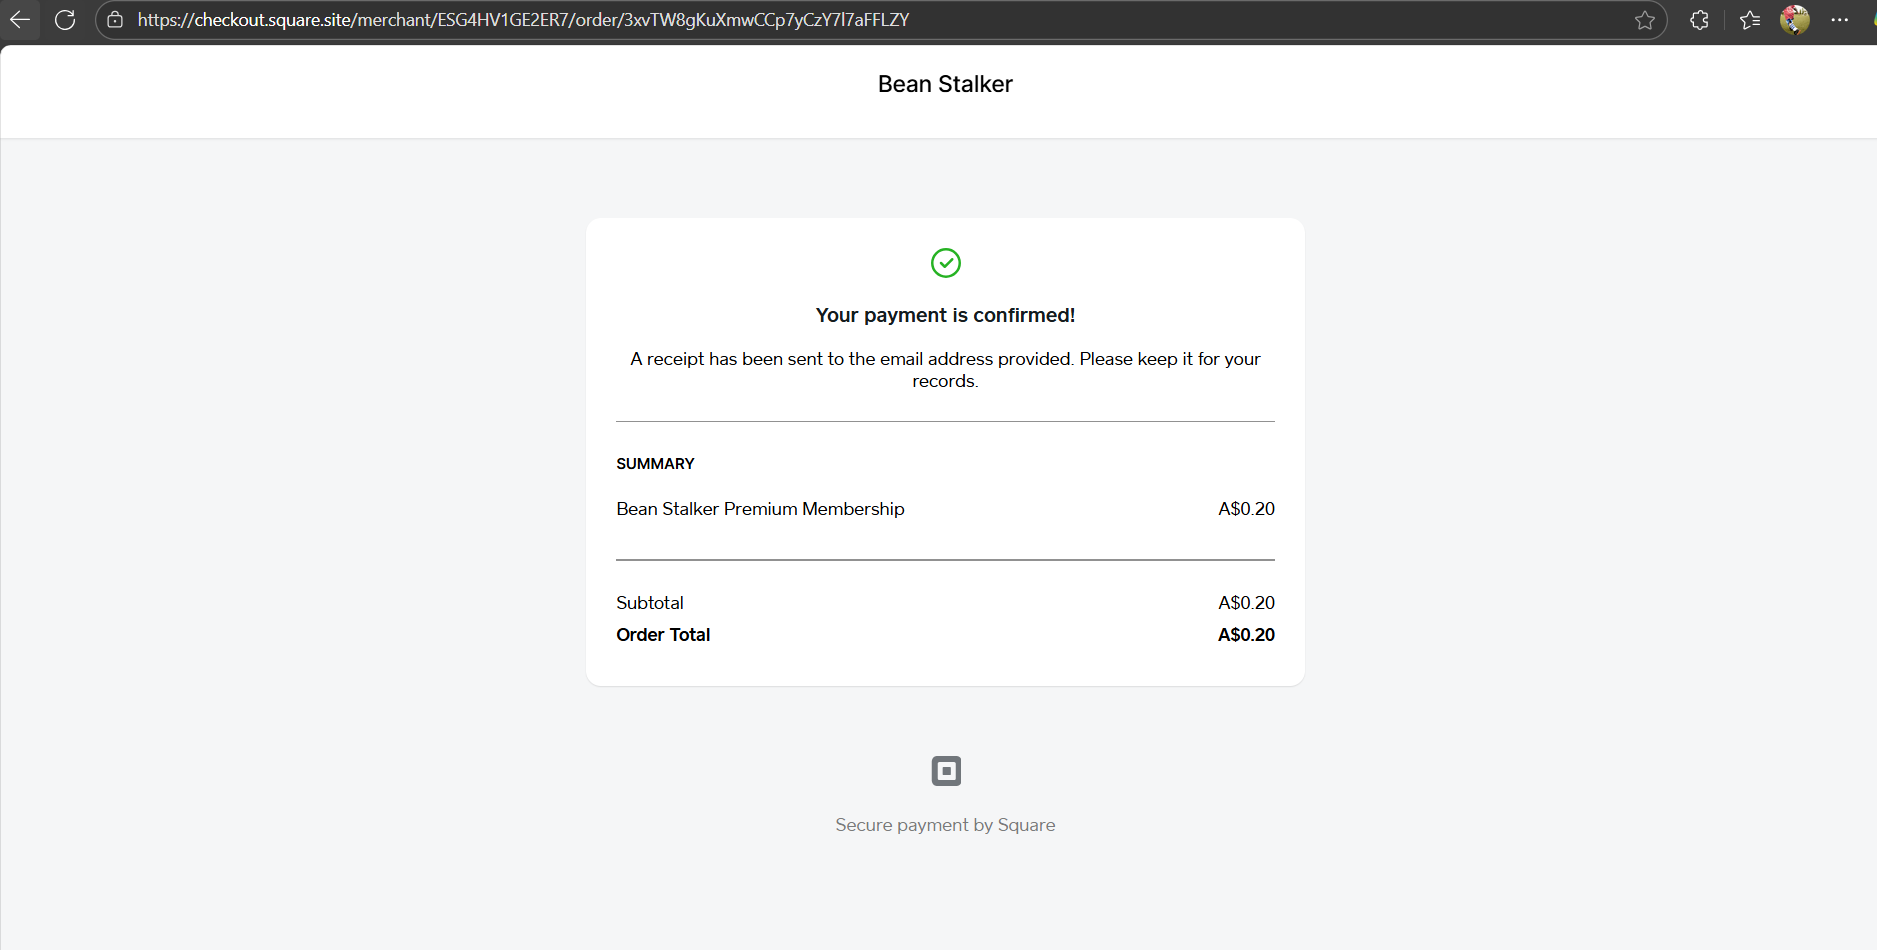 https://checkout.square.site/merchant/ESG4HV1GE2ER7/order/3xvTW8gKuXmwCCp7yCzY7l7aFFLZY
Bean Stalker
Your payment is confirmed!
A receipt has been sent to the email address provided. Please keep it for your
records.
SUMMARY
Bean Stalker Premium Membership A$0.20
Subtotal A$0.20
Order Total A$0.20
Secure payment by Square